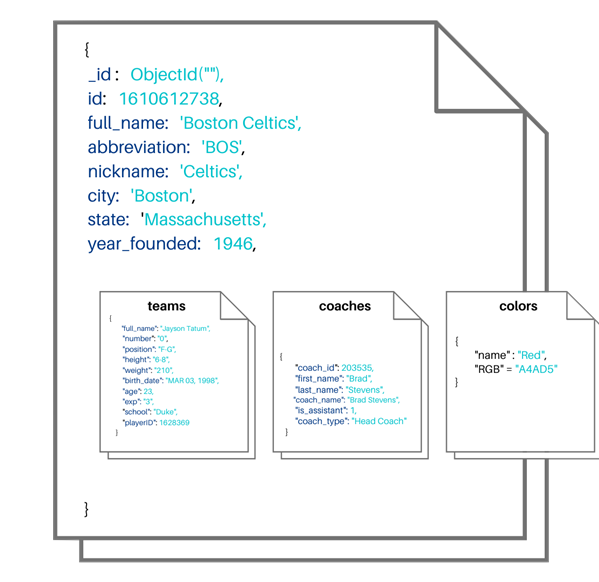 {
_id : ObjectId(""),
id: 1610612738,
full_name: 'Boston Celtics',
abbreviation: 'BOS',
nickname: 'Celtics',
city: 'Boston',
state: 'Massachusetts',
year_founded: 1946,
teams
{
"full_name": "Jayson Tatum",
"number": "0",
"position": "F-G",
"height": "6-8",
"weight": "210",
"birth_date": "MAR 03, 1998",
"age": 23,
"exp": "3",
"school": "Duke",
"playerID": 1628369
}
coaches
{
"coach_id": 203535,
"first_name": "Brad",
"last_name": "Stevens",
"coach_name": "Brad Stevens",
"is_assistant": 1,
"coach_type": "Head Coach"
}
colors
{
"name" : "Red",
"RGB" = "A4AD5"
}
}